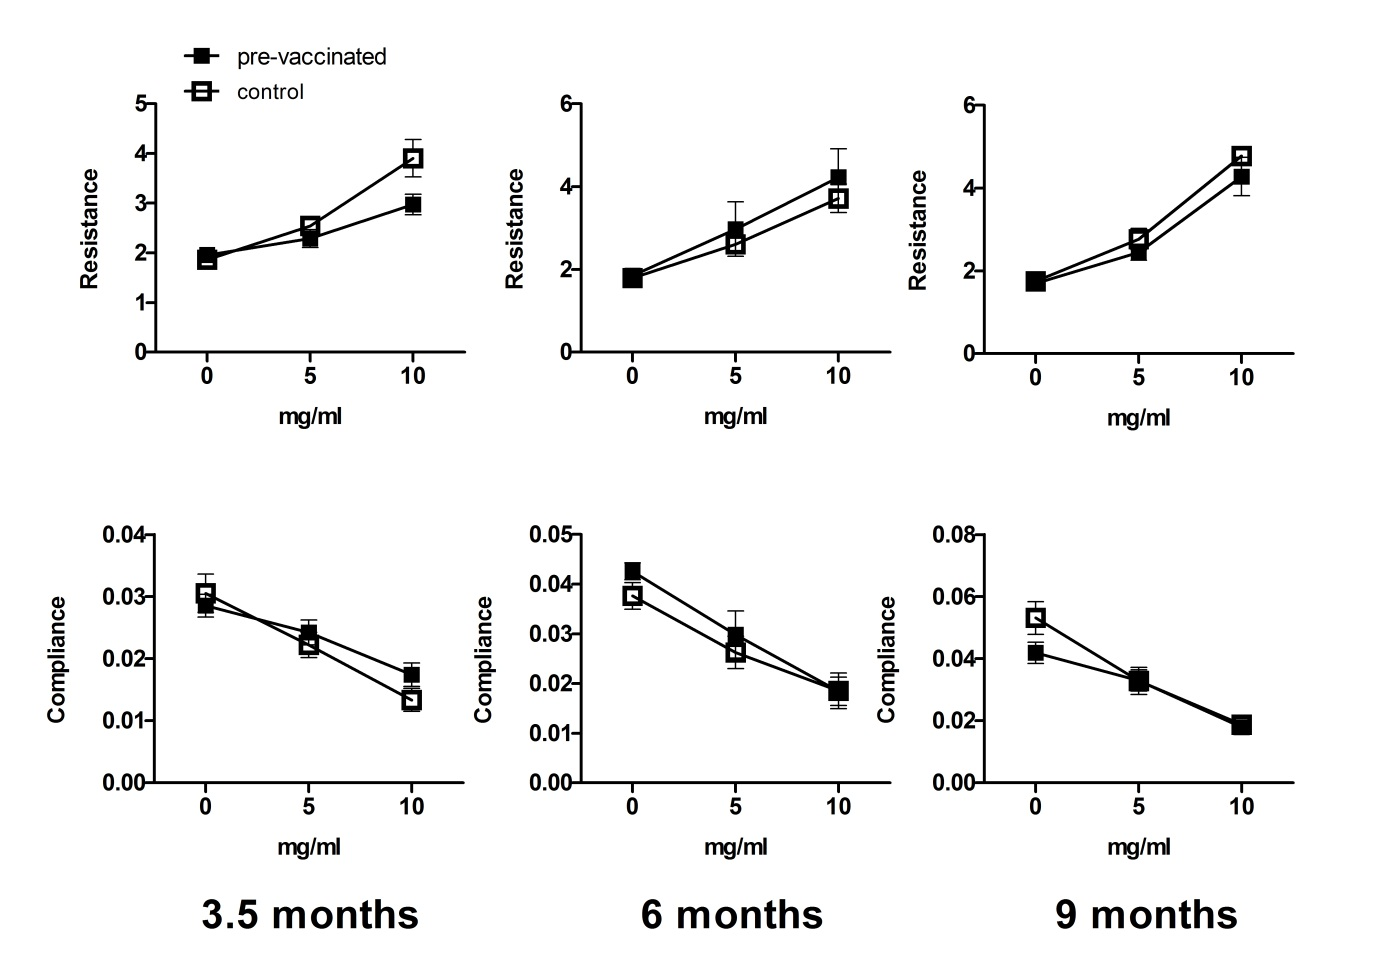 pre-vaccinated
control
5
4
3
2
1
0
Resistance
0 5 10
mg/ml
6
4
2
0
Resistance
0 5 10
mg/ml
6
4
2
0
Resistance
0 5 10
mg/ml
0.04
0.03
0.02
0.01
0.00
Compliance
0 5 10
mg/ml
0.05
0.04
0.03
0.02
0.01
0.00
Compliance
0 5 10
mg/ml
0.08
0.06
0.04
0.02
0.00
Compliance
0 5 10
mg/ml
3.5 months
6 months
9 months